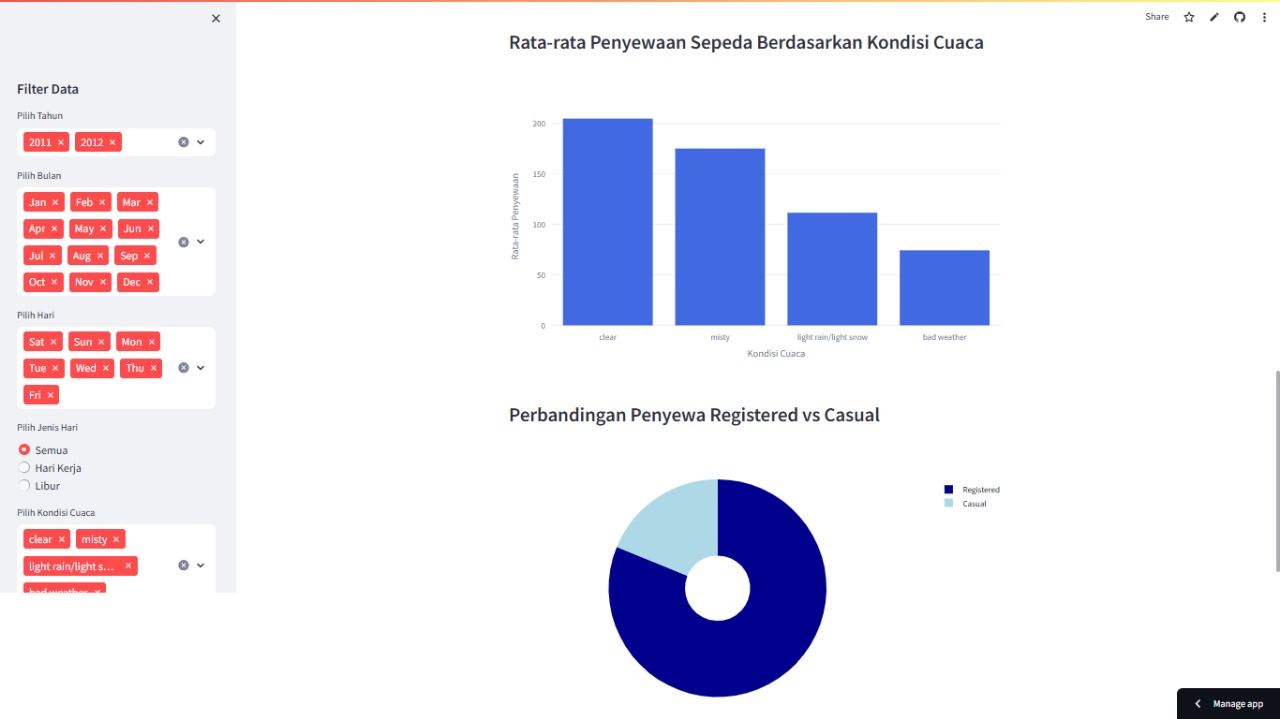 Share
Filter Data
Pilih Tahun
2011 2012
Pilih Bulan
Jan Feb Mar
Apr May Jun
Jul Aug Sep
Oct Nov Dec
Pilih Hari
Sat Sun Mon
Tue Wed Thu
Fri
Pilih Jenis Hari
Semua
Hari Kerja
Libur
Pilih Kondisi Cuaca
clear misty
light rain/light s...
bad weather
Rata-rata Penyewaan Sepeda Berdasarkan Kondisi Cuaca
Rata-rata Penyewaan
200
150
100
50
0
clear misty light rain/light snow bad weather
Kondisi Cuaca
Perbandingan Penyewa Registered vs Casual
Registered
Casual
Manage app